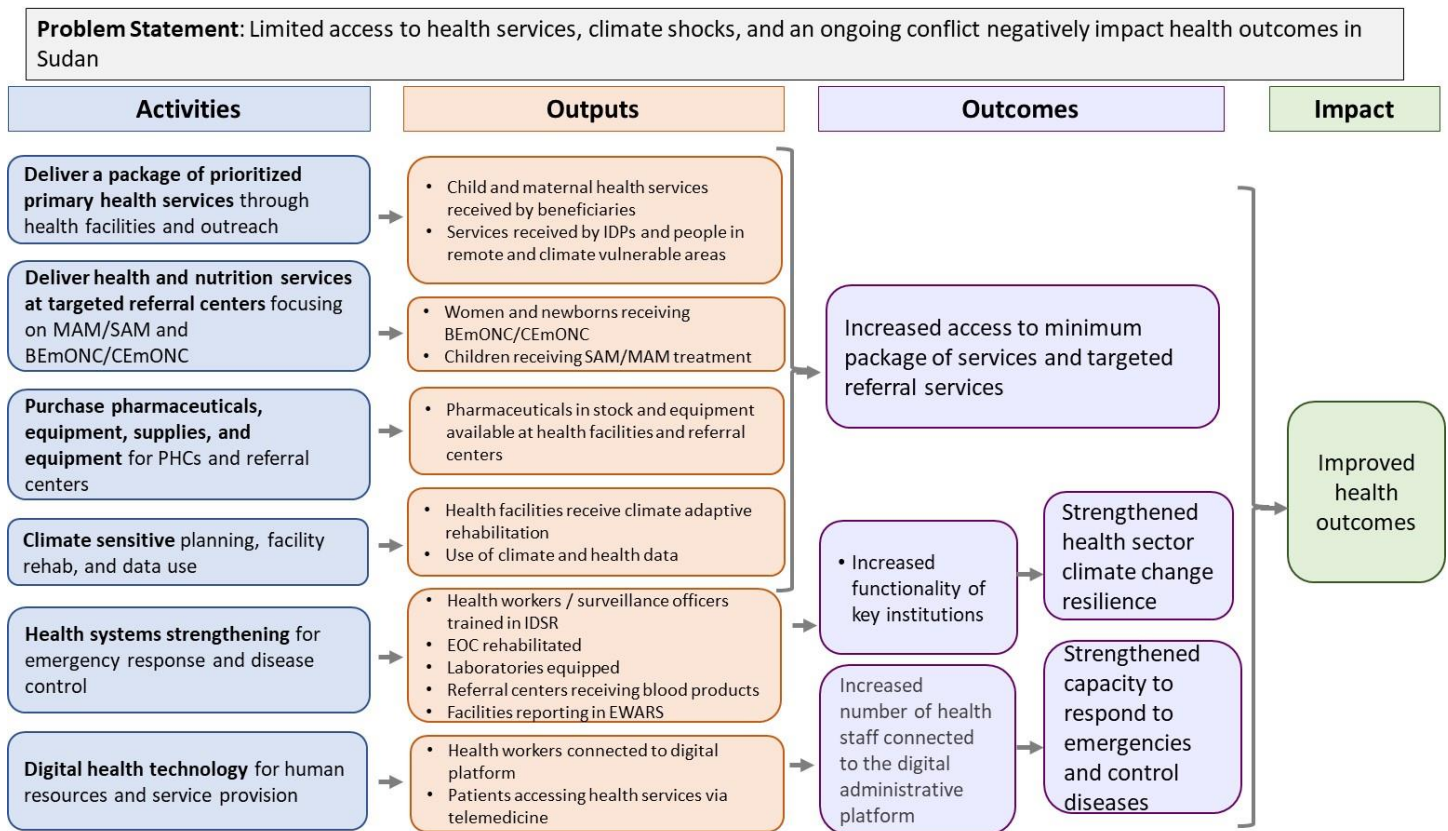 Problem Statement: Limited access to health services, climate shocks, and an ongoing conflict negatively impact health outcomes in
Sudan
Activities
Outputs
Outcomes
Impact
Deliver a package of prioritized
primary health services through
health facilities and outreach
• Child and maternal health services
received by beneficiaries
• Services received by IDPs and people in
remote and climate vulnerable areas
Deliver health and nutrition services
at targeted referral centers focusing
on MAM/SAM and
BEmONC/CEmONC
• Women and newborns receiving
BEmONC/CEmONC
• Children receiving SAM/MAM treatment
Purchase pharmaceuticals,
equipment, supplies, and
equipment for PHCs and referral
centers
• Pharmaceuticals in stock and equipment
available at health facilities and referral
centers
Climate sensitive planning, facility
rehab, and data use
• Health facilities receive climate adaptive
rehabilitation
• Use of climate and health data
Health systems strengthening for
emergency response and disease
control
• Health workers / surveillance officers
trained in IDSR
• EOC rehabilitated
• Laboratories equipped
• Referral centers receiving blood products
• Facilities reporting in EWARS
Digital health technology for human
resources and service provision
• Health workers connected to digital
platform
• Patients accessing health services via
telemedicine
Increased access to minimum
package of services and targeted
referral services
• Increased
functionality of
key institutions
Strengthened
health sector
climate change
resilience
Increased
number of health
staff connected
to the digital
administrative
platform
Strengthened
capacity to
respond to
emergencies
and control
diseases
Improved
health
outcomes